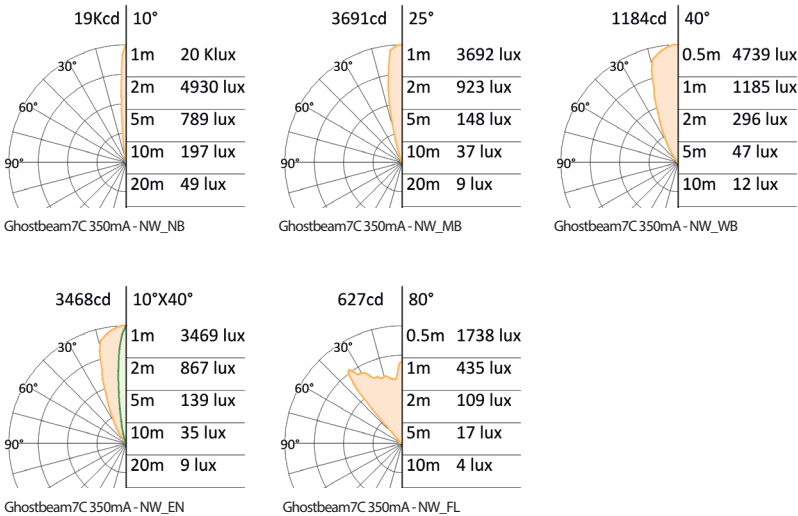 19Kcd 10°
1m 20 Klux
30°
2m 4930 lux
60°
5m 789 lux
10m 197 lux
90°
20m 49 lux
Ghostbeam7C 350mA - NW_NB
3691cd 25°
1m 3692 lux
30°
2m 923 lux
60°
5m 148 lux
10m 37 lux
90°
20m 9 lux
Ghostbeam7C 350mA - NW_MB
1184cd 40°
0.5m 4739 lux
30°
1m 1185 lux
60°
2m 296 lux
5m 47 lux
90°
10m 12 lux
Ghostbeam7C 350mA - NW_WB
3468cd 10°X40°
1m 3469 lux
30°
2m 867 lux
60°
5m 139 lux
10m 35 lux
90°
20m 9 lux
Ghostbeam7C 350mA - NW_EN
627cd 80°
0.5m 1738 lux
30°
1m 435 lux
60°
2m 109 lux
5m 17 lux
90°
10m 4 lux
Ghostbeam7C 350mA - NW_FL